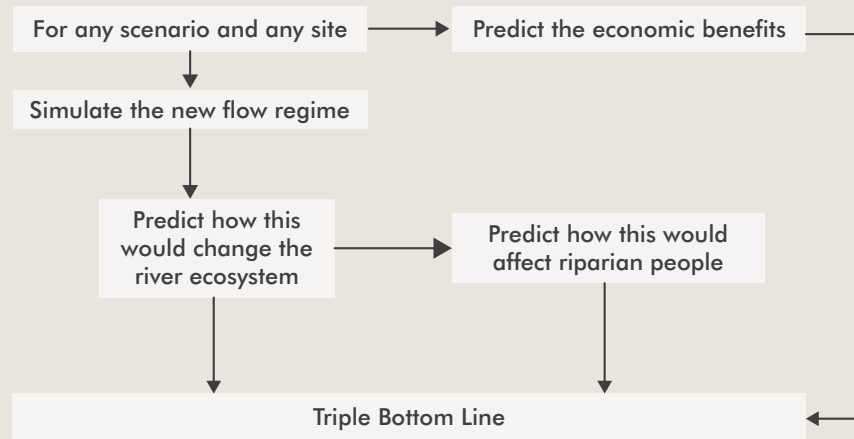 For any scenario and any site
Predict the economic benefits
Simulate the new flow regime
Predict how this
would change the
river ecosystem
Predict how this would
affect riparian people
Triple Bottom Line